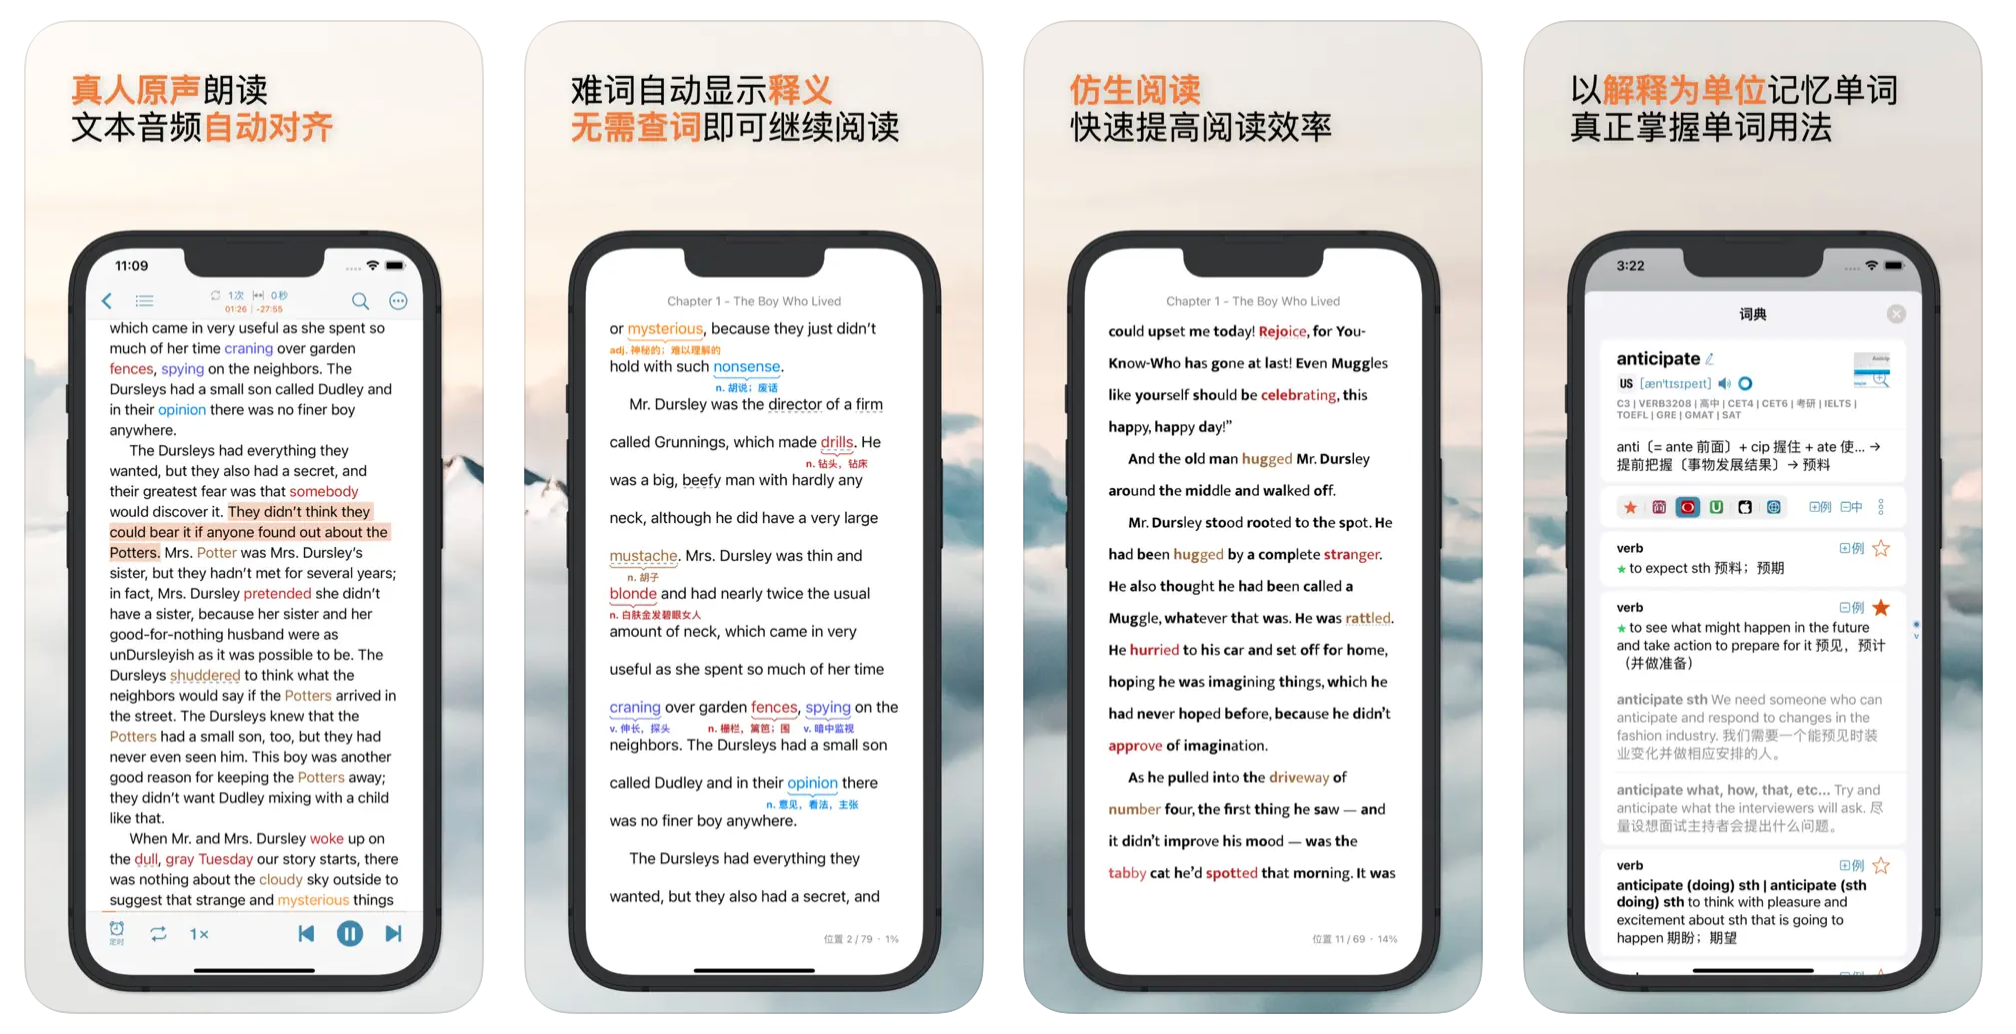 真人原声朗读
文本音频自动对齐
11:09
1次 0秒
01:26 | -27:55
which came in very useful as she spent so
much of her time craning over garden
fences, spying on the neighbors. The
Dursleys had a small son called Dudley and
in their opinion there was no finer boy
anywhere.
The Dursleys had everything they
wanted, but they also had a secret, and
their greatest fear was that somebody
would discover it. They didn't think they
could bear it if anyone found out about the
Potters. Mrs. Potter was Mrs. Dursley's
sister, but they hadn't met for several years;
in fact, Mrs. Dursley pretended she didn't
have a sister, because her sister and her
good-for-nothing husband were as
unDursleyish as it was possible to be. The
Dursleys shuddered to think what the
neighbors would say if the Potters arrived in
the street. The Dursleys knew that the
Potters had a small son, too, but they had
never even seen him. This boy was another
good reason for keeping the Potters away;
they didn't want Dudley mixing with a child
like that.
When Mr. and Mrs. Dursley woke up on
the dull, gray Tuesday our story starts, there
was nothing about the cloudy sky outside to
suggest that strange and mysterious things
定时
1×
难词自动显示释义
无需查词即可继续阅读
Chapter 1 - The Boy Who Lived
or mysterious, because they just didn't
adj. 神秘的；难以理解的
hold with such nonsense.
n. 胡说；废话
Mr. Dursley was the director of a firm
called Grunnings, which made drills. He
n. 钻头，钻床
was a big, beefy man with hardly any
neck, although he did have a very large
mustache. Mrs. Dursley was thin and
n. 胡子
blonde and had nearly twice the usual
n. 白肤金发碧眼女人
amount of neck, which came in very
useful as she spent so much of her time
craning over garden fences, spying on the
v. 伸长，探头 n. 栅栏，篱笆；围 v. 暗中监视
neighbors. The Dursleys had a small son
called Dudley and in their opinion there
n. 意见，看法，主张
was no finer boy anywhere.
The Dursleys had everything they
wanted, but they also had a secret, and
位置 2 / 79 · 1%
仿生阅读
快速提高阅读效率
Chapter 1 - The Boy Who Lived
could upset me today! Rejoice, for You-
Know-Who has gone at last! Even Muggles
like yourself should be celebrating, this
happy, happy day!"
And the old man hugged Mr. Dursley
around the middle and walked off.
Mr. Dursley stood rooted to the spot. He
had been hugged by a complete stranger.
He also thought he had been called a
Muggle, whatever that was. He was rattled.
He hurried to his car and set off for home,
hoping he was imagining things, which he
had never hoped before, because he didn't
approve of imagination.
As he pulled into the driveway of
number four, the first thing he saw — and
it didn't improve his mood — was the
tabby cat he'd spotted that morning. It was
位置 11 / 69 · 14%
以解释为单位记忆单词
真正掌握单词用法
3:22
词典
anticipate
US [æn'tɪsɪpeɪt]
C3 | VERB3208 | 高中 | CET4 | CET6 | 考研 | IELTS |
TOEFL | GRE | GMAT | SAT
anti〔= ante 前面〕+ cip 握住 + ate 使... →
提前把握〔事物发展结果〕→ 预料
例 中
verb 例
to expect sth 预料；预期
verb 例
to see what might happen in the future
and take action to prepare for it 预见，预计
（并做准备）
anticipate sth We need someone who can
anticipate and respond to changes in the
fashion industry. 我们需要一个能预见时装
业变化并做相应安排的人。
anticipate what, how, that, etc... Try and
anticipate what the interviewers will ask. 尽
量设想面试主持者会提出什么问题。
verb 例
anticipate (doing) sth | anticipate (sth
doing) sth to think with pleasure and
excitement about sth that is going to
happen 期盼；期望